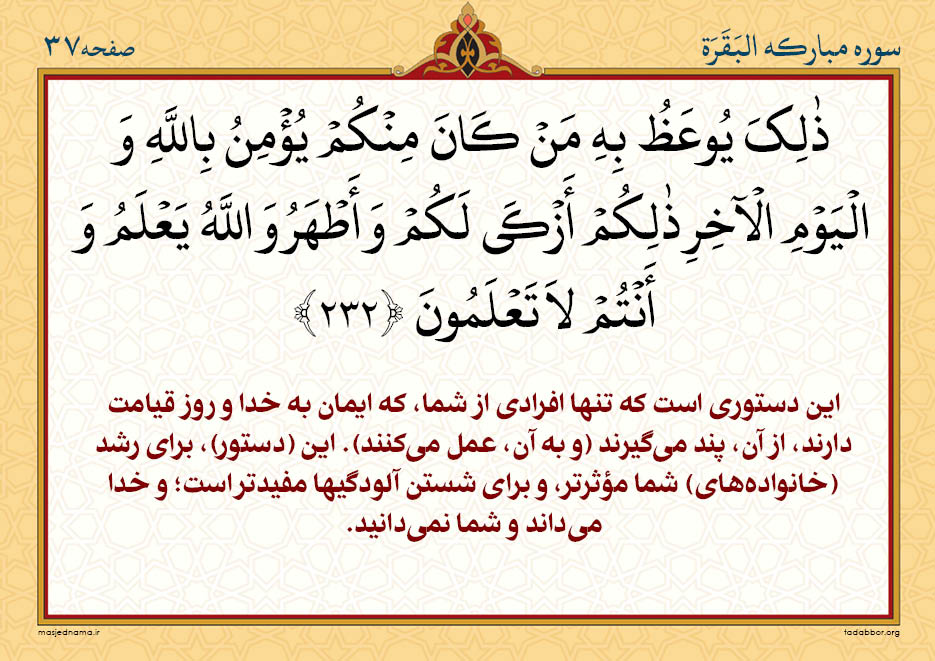 سوره مبارکه البَقَرَة
صفحه۳۷
ذَٰلِکَ يُوعَظُ بِهِ مَنْ کَانَ مِنْکُمْ يُؤْمِنُ بِاللَّهِ وَ
الْيَوْمِ الْآخِرِ ذَٰلِکُمْ أَزْکَى لَکُمْ وَ أَطْهَرُ وَ اللَّهُ يَعْلَمُ وَ
أَنْتُمْ لاَ تَعْلَمُونَ ﴿۲۳۲﴾
این دستوری است که تنها افرادی از شما، که ایمان به خدا و روز قیامت
دارند، از آن، پند می‌گیرند (و به آن، عمل می‌کنند). این (دستور)، برای رشد
(خانواده‌های) شما مؤثرتر، و برای شستن آلودگیها مفیدتر است؛ و خدا
می‌داند و شما نمی‌دانید.
masjednama.ir
tadabbor.org